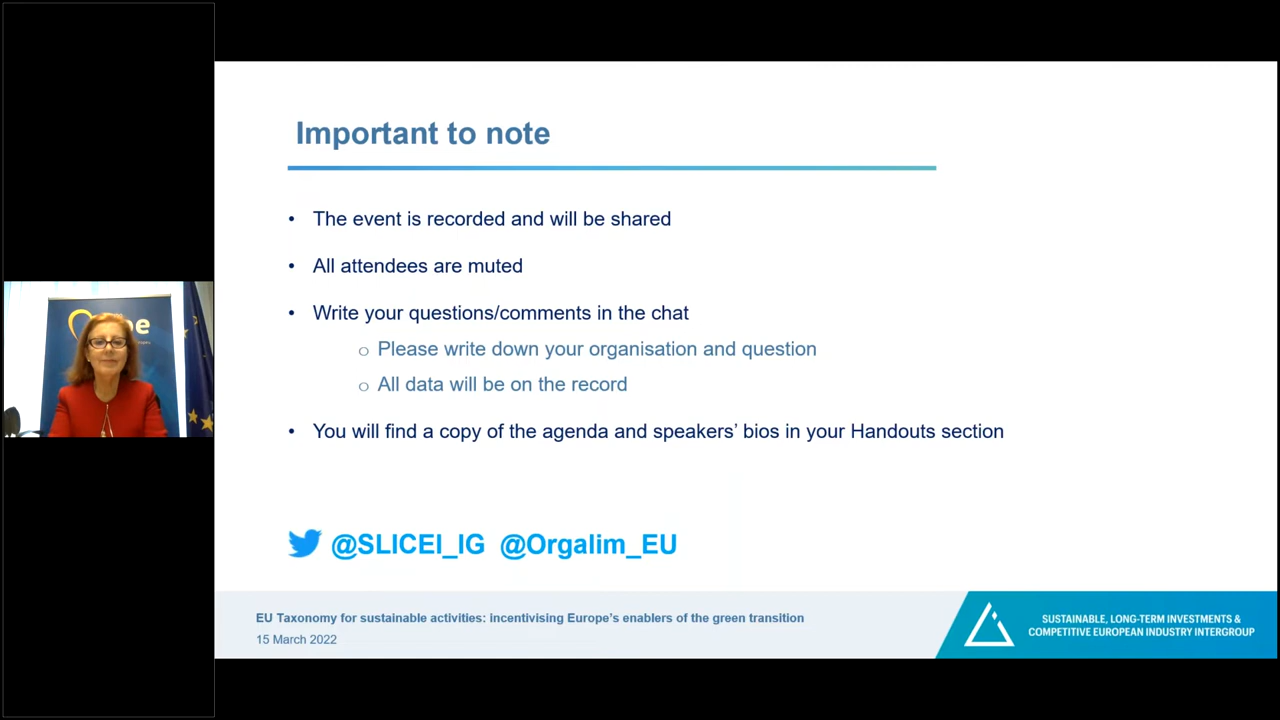 Important to note
• The event is recorded and will be shared
• All attendees are muted
• Write your questions/comments in the chat
o Please write down your organisation and question
o All data will be on the record
• You will find a copy of the agenda and speakers’ bios in your Handouts section
@SLICEI_IG @Orgalim_EU
EU Taxonomy for sustainable activities: incentivising Europe’s enablers of the green transition
15 March 2022
SUSTAINABLE, LONG-TERM INVESTMENTS &
COMPETITIVE EUROPEAN INDUSTRY INTERGROUP